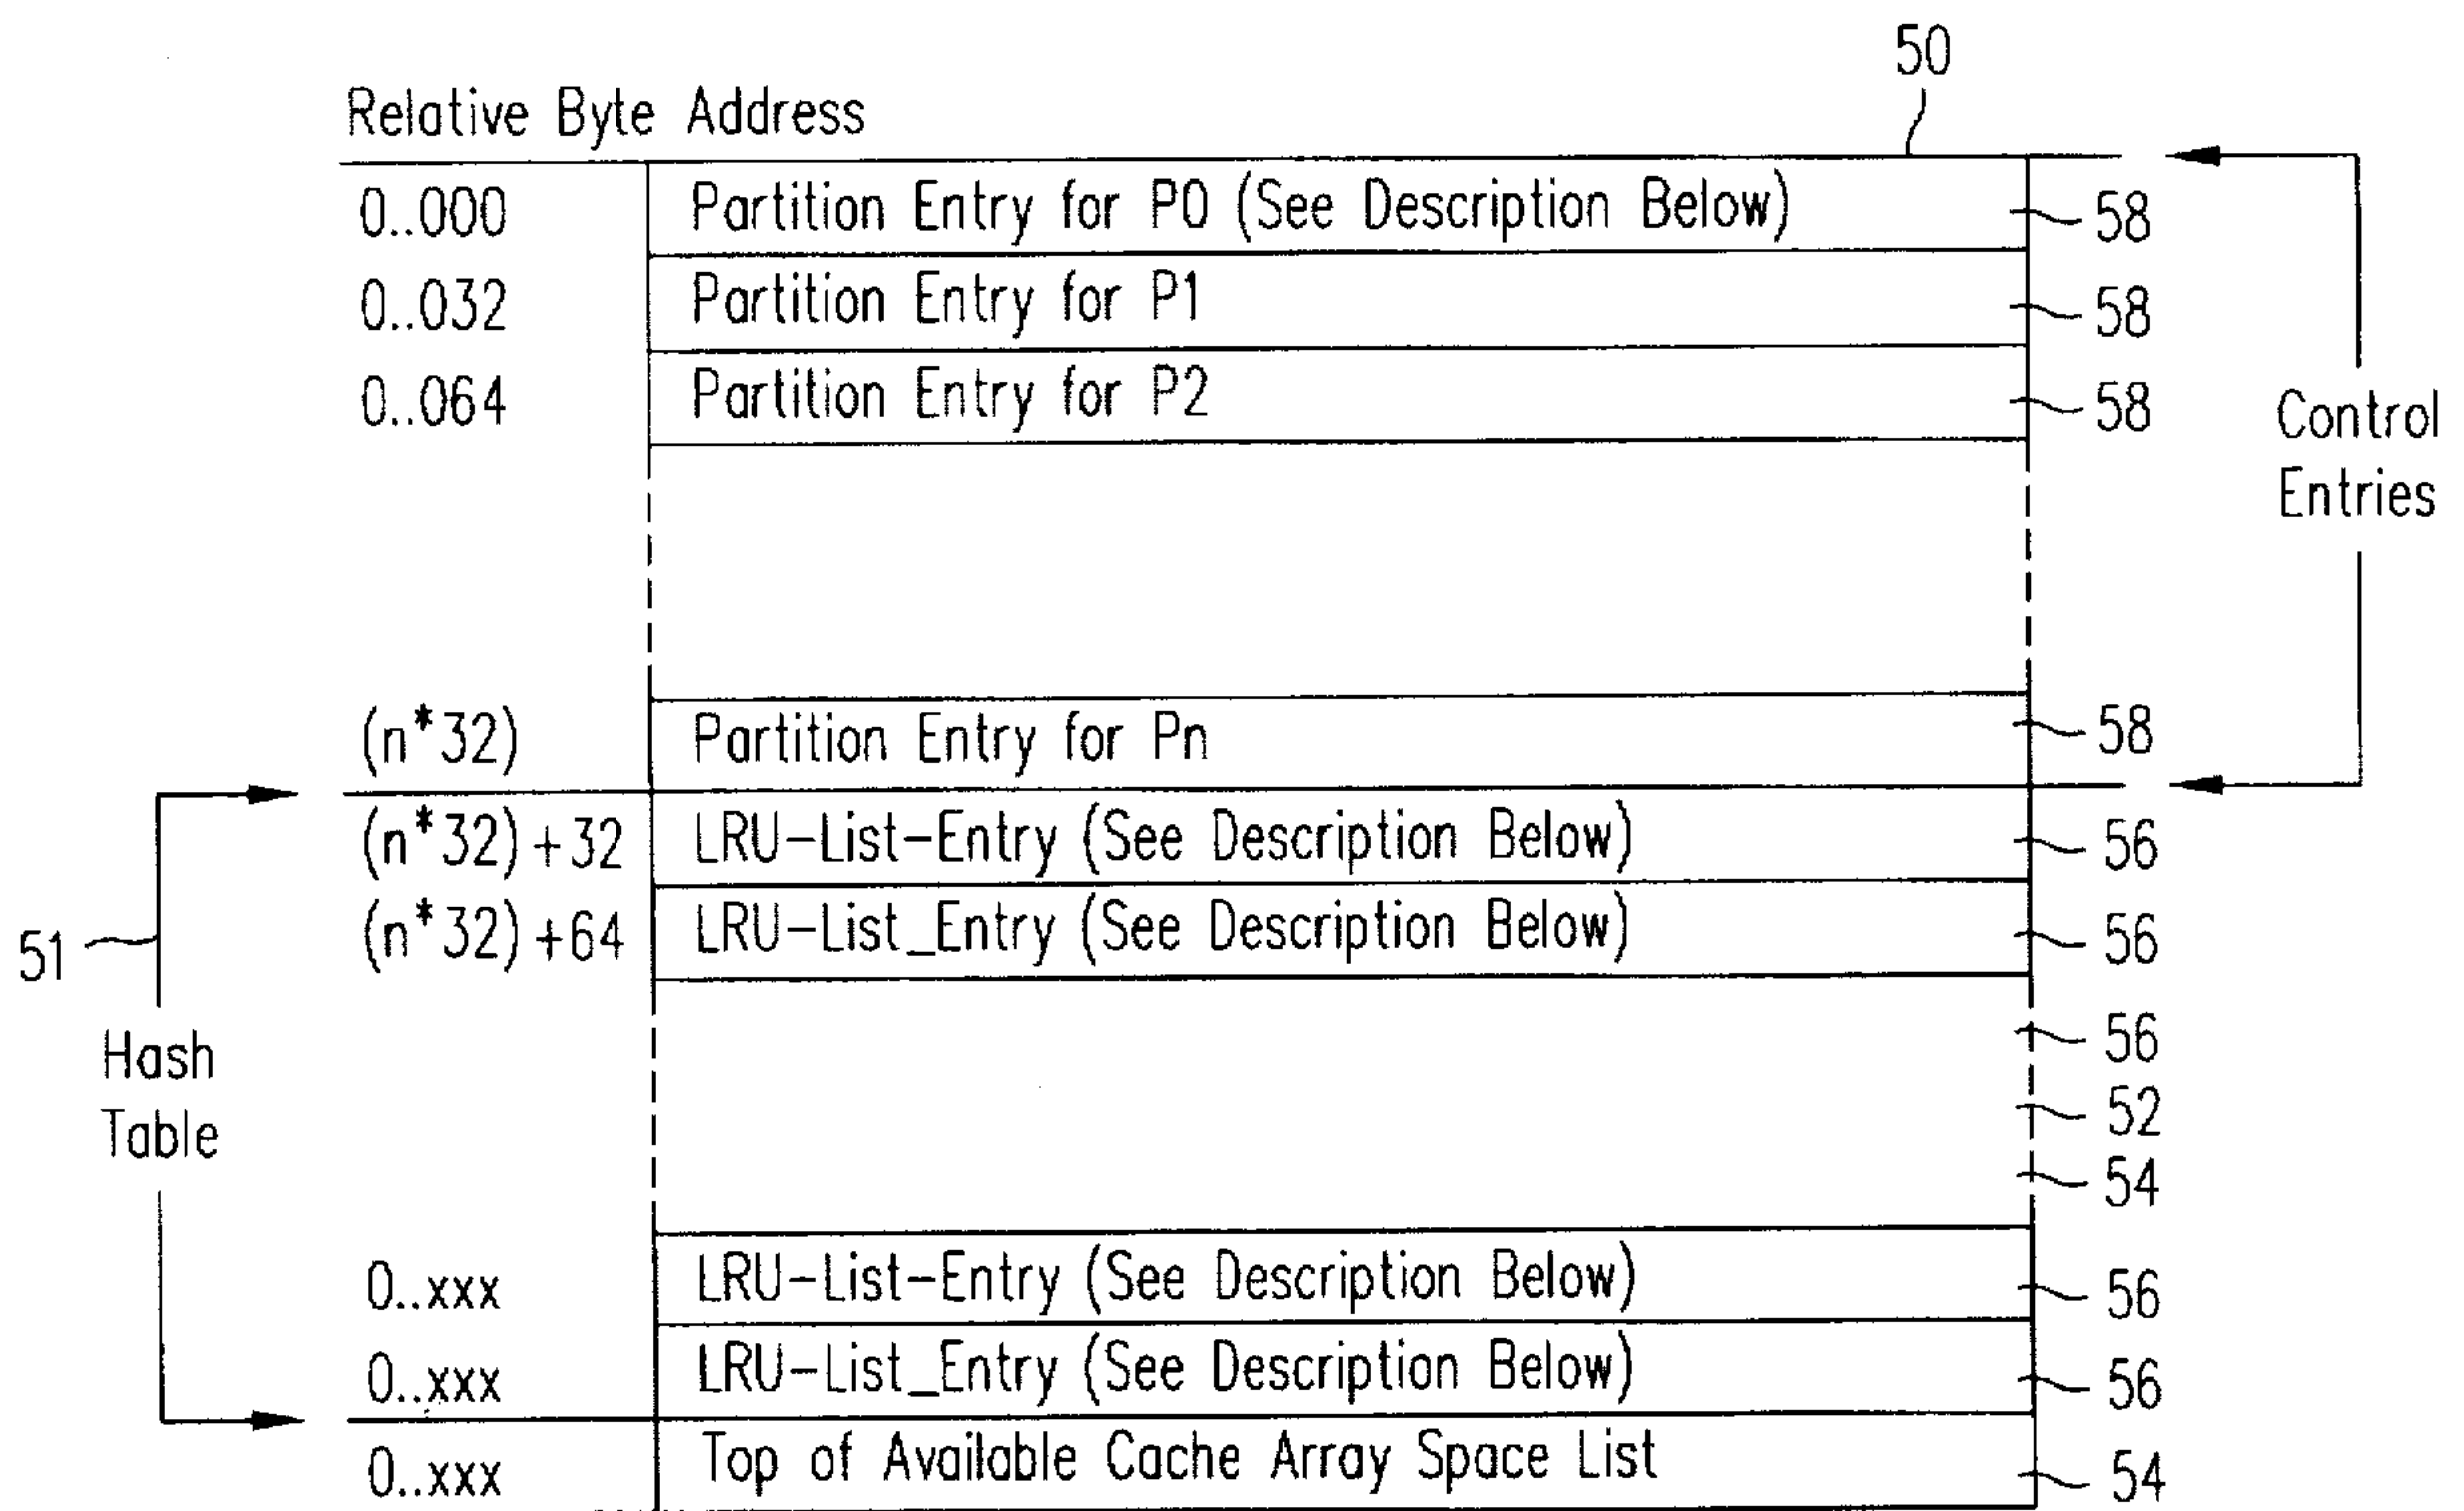 50
Relative Byte Address
0..000 Partition Entry for P0 (See Description Below) 58
0..032 Partition Entry for P1 58
0..064 Partition Entry for P2 58
Control
Entries
(n*32) Partition Entry for Pn 58
(n*32)+32 LRU-List-Entry (See Description Below) 56
(n*32)+64 LRU-List_Entry (See Description Below) 56
51
56
Hash
Table
52
54
0..xxx LRU-List-Entry (See Description Below) 56
0..xxx LRU-List_Entry (See Description Below) 56
0..xxx Top of Available Cache Array Space List 54